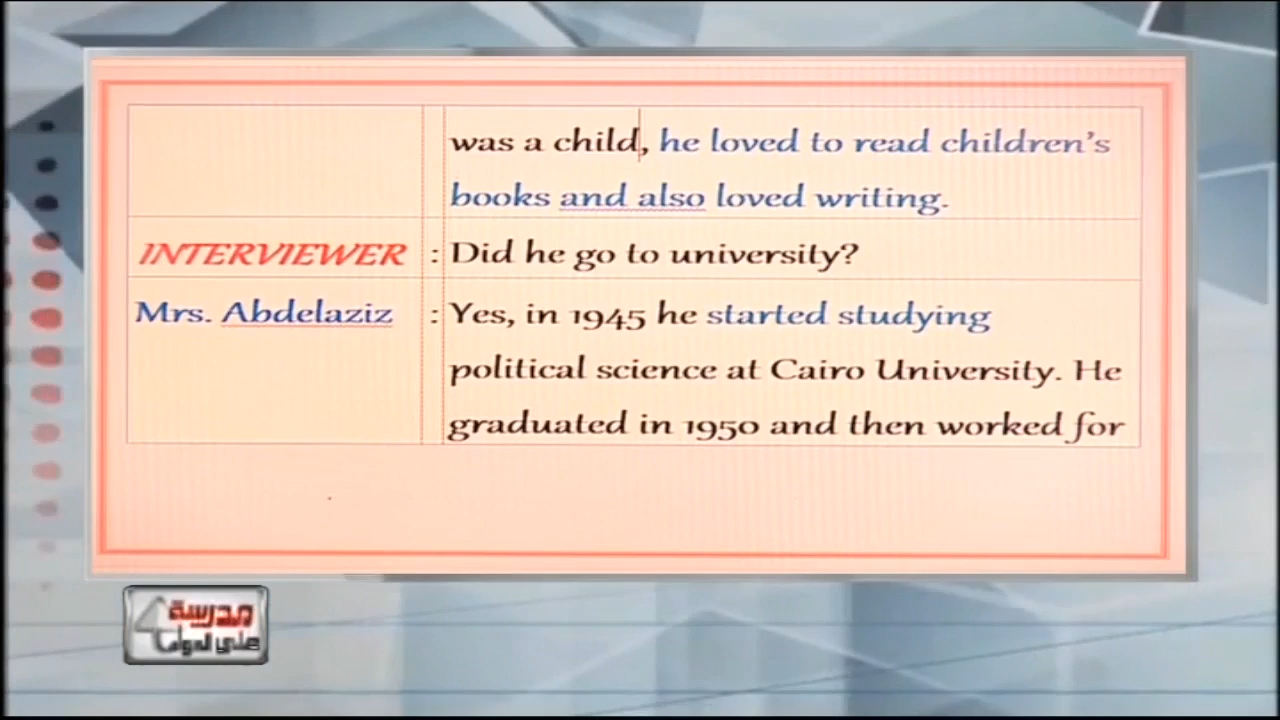 was a child, he loved to read children's
books and also loved writing.
INTERVIEWER : Did he go to university?
Mrs. Abdelaziz : Yes, in 1945 he started studying
political science at Cairo University. He
graduated in 1950 and then worked for
مدرسة
على الهواء